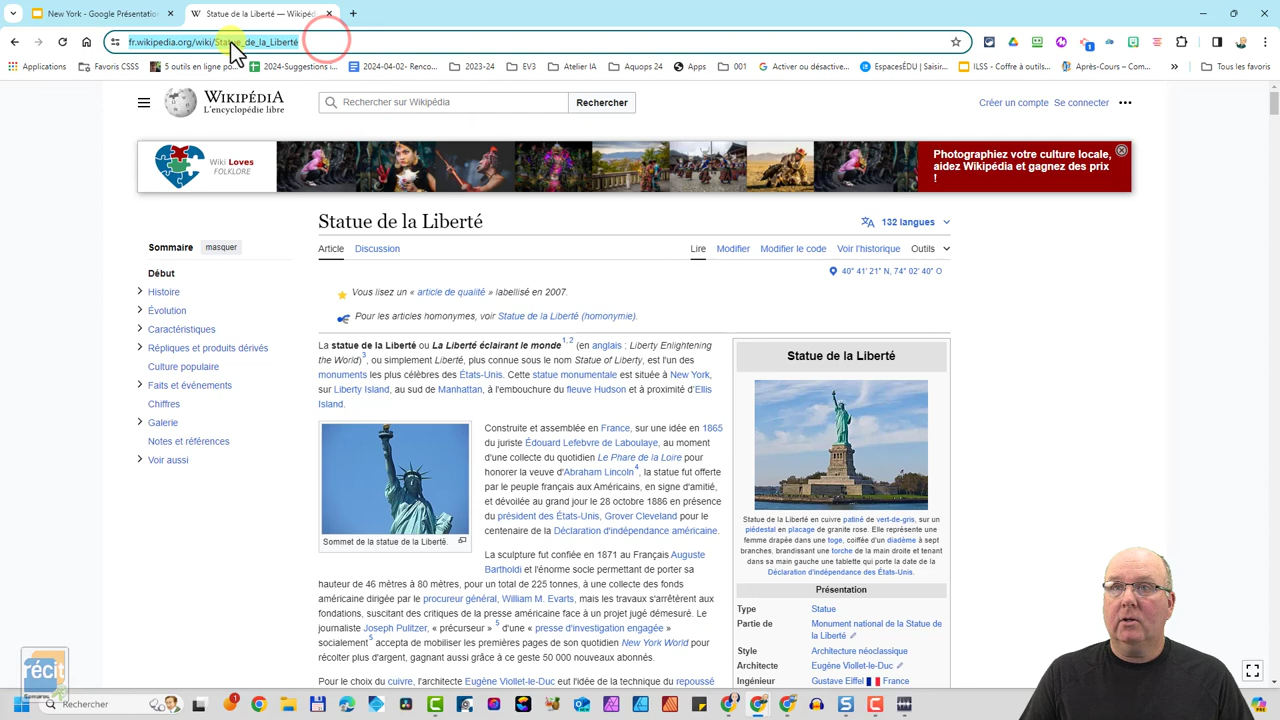 New York - Google Présentation
Statue de la Liberté — Wikipéd
fr.wikipedia.org/wiki/Statue_de_la_Liberté
Applications
Favoris CSSS
5 outils en ligne po...
2024-Suggestions i...
2024-04-02- Renco...
2023-24
EV3
Atelier IA
Aquops 24
Apps
001
Activer ou désactive...
EspacesÉDU | Saisir...
ILSS - Coffre à outils...
Après-Cours – Com...
Tous les favoris
WIKIPÉDIA
L'encyclopédie libre
Rechercher sur Wikipédia
Rechercher
Créer un compte
Se connecter
Wiki Loves
FOLKLORE
Photographiez votre culture locale,
aidez Wikipédia et gagnez des prix
!
Statue de la Liberté
132 langues
Sommaire
masquer
Article
Discussion
Lire
Modifier
Modifier le code
Voir l'historique
Outils
40° 41′ 21″ N, 74° 02′ 40″ O
Début
Histoire
Évolution
Caractéristiques
Répliques et produits dérivés
Culture populaire
Faits et événements
Chiffres
Galerie
Notes et références
Voir aussi
Vous lisez un « article de qualité » labellisé en 2007.
Pour les articles homonymes, voir Statue de la Liberté (homonymie).
La statue de la Liberté ou La Liberté éclairant le monde1, 2 (en anglais : Liberty Enlightening
the World)3, ou simplement Liberté, plus connue sous le nom Statue of Liberty, est l'un des
monuments les plus célèbres des États-Unis. Cette statue monumentale est située à New York,
sur Liberty Island, au sud de Manhattan, à l'embouchure du fleuve Hudson et à proximité d'Ellis
Island.
Sommet de la statue de la Liberté.
Construite et assemblée en France, sur une idée en 1865
du juriste Édouard Lefebvre de Laboulaye, au moment
d'une collecte du quotidien Le Phare de la Loire pour
honorer la veuve d'Abraham Lincoln4, la statue fut offerte
par le peuple français aux Américains, en signe d'amitié,
et dévoilée au grand jour le 28 octobre 1886 en présence
du président des États-Unis, Grover Cleveland pour le
centenaire de la Déclaration d'indépendance américaine.
La sculpture fut confiée en 1871 au Français Auguste
Bartholdi et l'énorme socle permettant de porter sa
hauteur de 46 mètres à 80 mètres, pour un total de 225 tonnes, à une collecte des fonds
américaine dirigée par le procureur général, William M. Evarts, mais les travaux s'arrêtèrent aux
fondations, suscitant des critiques de la presse américaine face à un projet jugé démesuré. Le
journaliste Joseph Pulitzer, « précurseur » 5 d'une « presse d'investigation engagée »
socialement5 accepta de mobiliser les premières pages de son quotidien New York World pour
récolter plus d'argent, gagnant aussi grâce à ce geste 50 000 nouveaux abonnés.
Pour le choix du cuivre, l'architecte Eugène Viollet-le-Duc eut l'idée de la technique du repoussé
Statue de la Liberté
Statue de la Liberté en cuivre patiné de vert-de-gris, sur un
piédestal en placage de granite rose. Elle représente une
femme drapée dans une toge, coiffée d'un diadème à sept
branches, brandissant une torche de la main droite et tenant
dans sa main gauche une tablette qui porte la date de la
Déclaration d'indépendance des États-Unis.
Présentation
Type
Statue
Partie de
Monument national de la Statue de
la Liberté
Style
Architecture néoclassique
Architecte
Eugène Viollet-le-Duc
Ingénieur
Gustave Eiffel France
récit
Rechercher